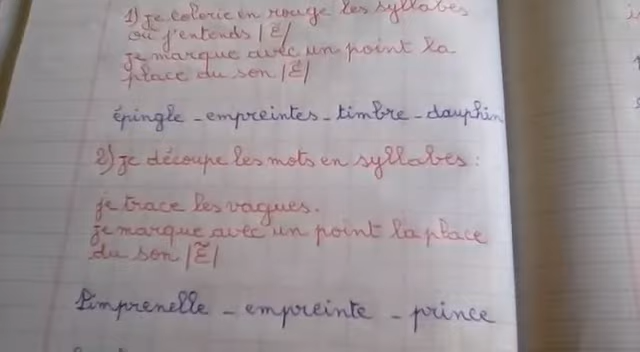 1) je colorie en rouge les syllabes
où j'entends |ɛ̃|
je marque avec un point la
place du son |ɛ̃|
épingle - empreintes - timbre - dauphin
2) je découpe les mots en syllabes :
je trace les vagues.
je marque avec un point la place
du son |ɛ̃|
Pimprenelle - empreinte - prince